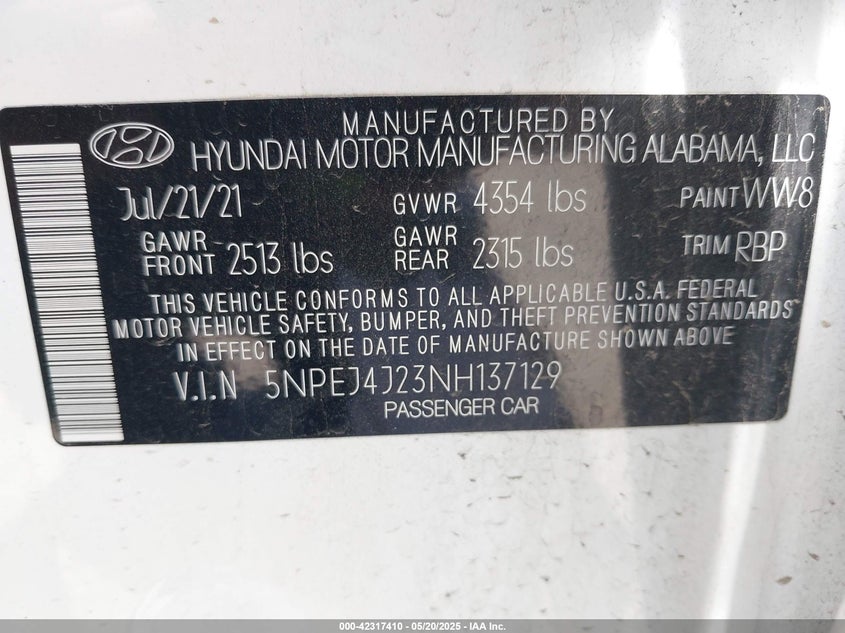 MANUFACTURED BY
HYUNDAI MOTOR MANUFACTURING ALABAMA, LLC
Jul/21/21 GVWR 4354 lbs PAINT WW8
GAWR FRONT 2513 lbs GAWR REAR 2315 lbs TRIM RBP
THIS VEHICLE CONFORMS TO ALL APPLICABLE U.S.A. FEDERAL
MOTOR VEHICLE SAFETY, BUMPER, AND THEFT PREVENTION STANDARDS
IN EFFECT ON THE DATE OF MANUFACTURE SHOWN ABOVE
V.I.N 5NPEJ4J23NH137129
PASSENGER CAR
000-42317410 | 05/20/2025 - IAA Inc.